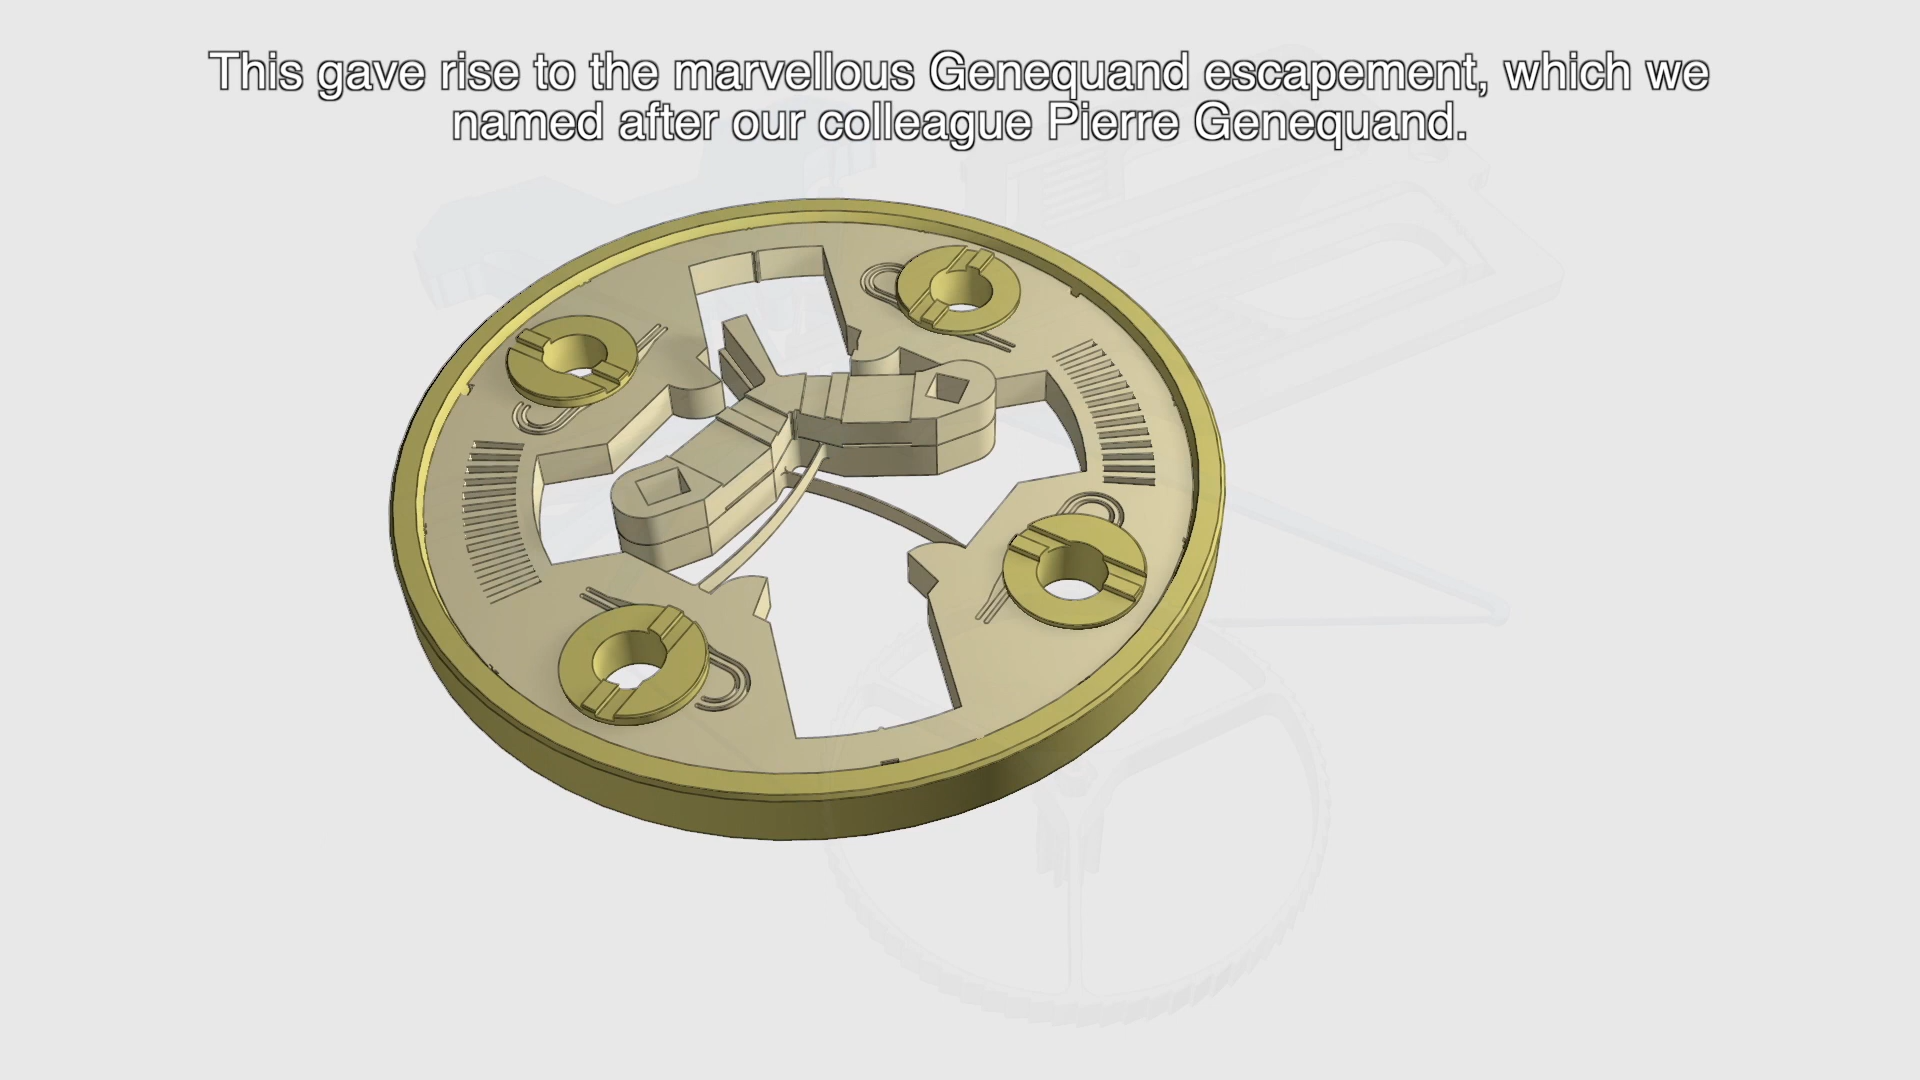 This gave rise to the marvellous Genequand escapement, which we
named after our colleague Pierre Genequand.